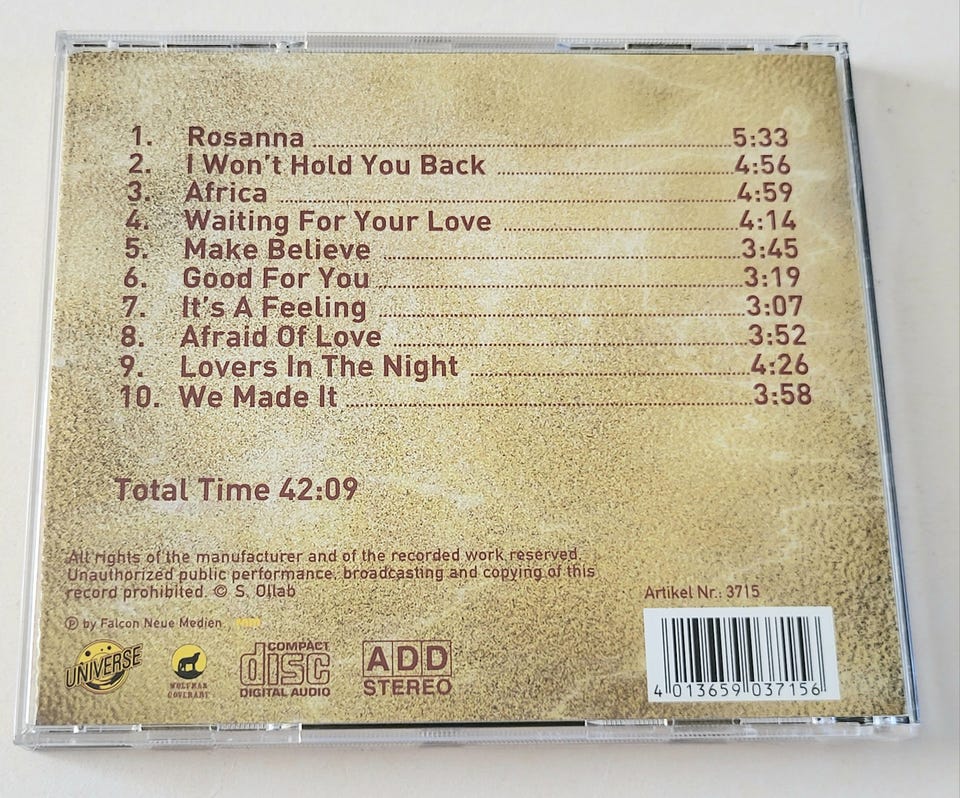 1. Rosanna 5:33
2. I Won't Hold You Back 4:56
3. Africa 4:59
4. Waiting For Your Love 4:14
5. Make Believe 3:45
6. Good For You 3:19
7. It's A Feeling 3:07
8. Afraid Of Love 3:52
9. Lovers In The Night 4:26
10. We Made It 3:58
Total Time 42:09
All rights of the manufacturer and of the recorded work reserved.
Unauthorized public performance, broadcasting and copying of this
record prohibited. © S. Ollab
Artikel Nr.: 3715
℗ by Falcon Neue Medien
UNIVERSE
WOLFMAN
COVERART
COMPACT
disc
DIGITAL AUDIO
ADD
STEREO
4 013659 037156